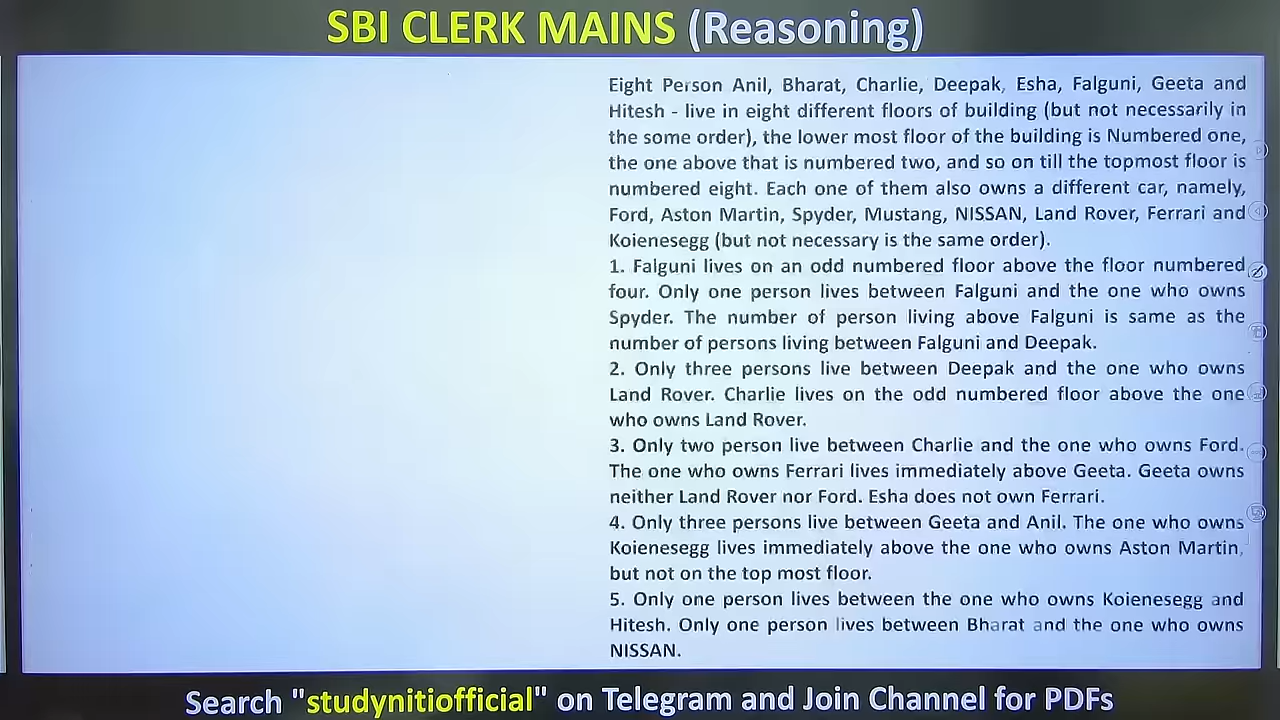 SBI CLERK MAINS (Reasoning)
Eight Person Anil, Bharat, Charlie, Deepak, Esha, Falguni, Geeta and
Hitesh - live in eight different floors of building (but not necessarily in
the some order), the lower most floor of the building is Numbered one,
the one above that is numbered two, and so on till the topmost floor is
numbered eight. Each one of them also owns a different car, namely,
Ford, Aston Martin, Spyder, Mustang, NISSAN, Land Rover, Ferrari and
Koienesegg (but not necessary is the same order).
1. Falguni lives on an odd numbered floor above the floor numbered
four. Only one person lives between Falguni and the one who owns
Spyder. The number of person living above Falguni is same as the
number of persons living between Falguni and Deepak.
2. Only three persons live between Deepak and the one who owns
Land Rover. Charlie lives on the odd numbered floor above the one
who owns Land Rover.
3. Only two person live between Charlie and the one who owns Ford.
The one who owns Ferrari lives immediately above Geeta. Geeta owns
neither Land Rover nor Ford. Esha does not own Ferrari.
4. Only three persons live between Geeta and Anil. The one who owns
Koienesegg lives immediately above the one who owns Aston Martin,
but not on the top most floor.
5. Only one person lives between the one who owns Koienesegg and
Hitesh. Only one person lives between Bharat and the one who owns
NISSAN.
Search "studynitiofficial" on Telegram and Join Channel for PDFs